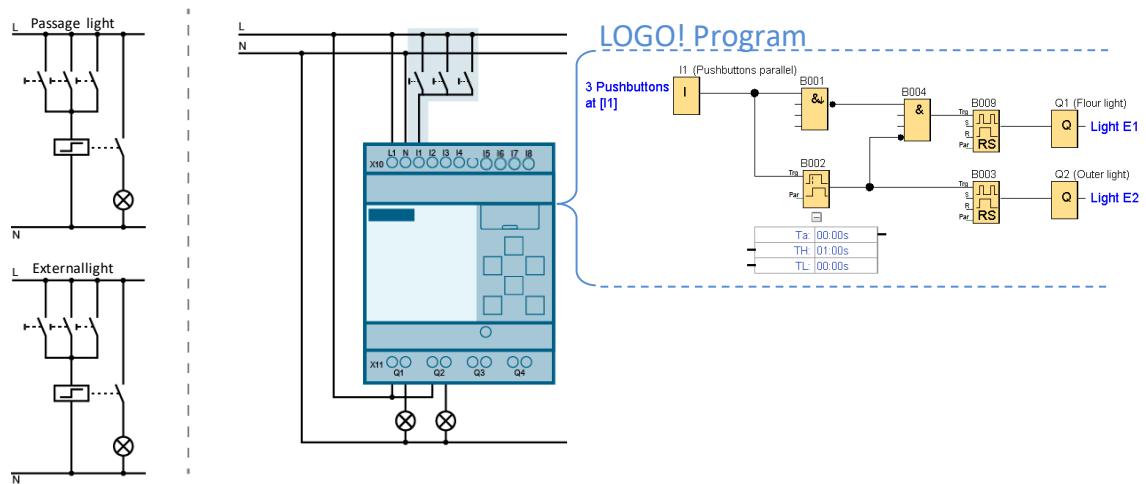 L
Passage light
N
L
Externallight
N
L
N
L1 N I1 I2 I3 I4 I5 I6 I7 I8
X10
X11
Q1 Q2 Q3 Q4
LOGO! Program
3 Pushbuttons
at [I1]
I1 (Pushbuttons parallel)
I
B001
&↓
B004
&
B009
Trg
S
R
Par
RS
Q1 (Flour light)
Q
Light E1
B002
Trg
Par
B003
Trg
S
R
Par
RS
Q2 (Outer light)
Q
Light E2
Ta: 00:00s
TH: 01:00s
TL: 00:00s